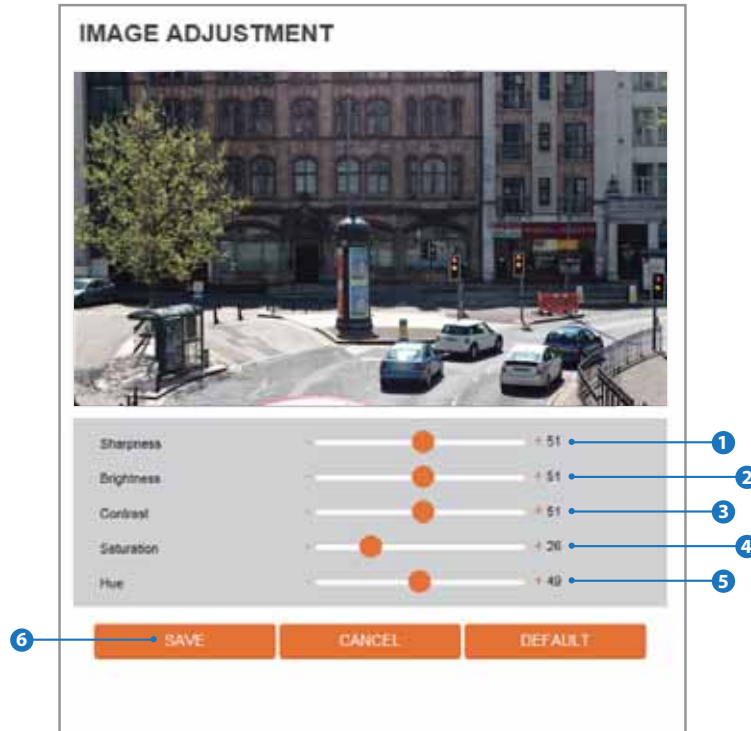 IMAGE ADJUSTMENT
Sharpness - + 51 1
Brightness - + 51 2
Contrast - + 51 3
Saturation - + 26 4
Hue - + 49 5
6 SAVE CANCEL DEFAULT